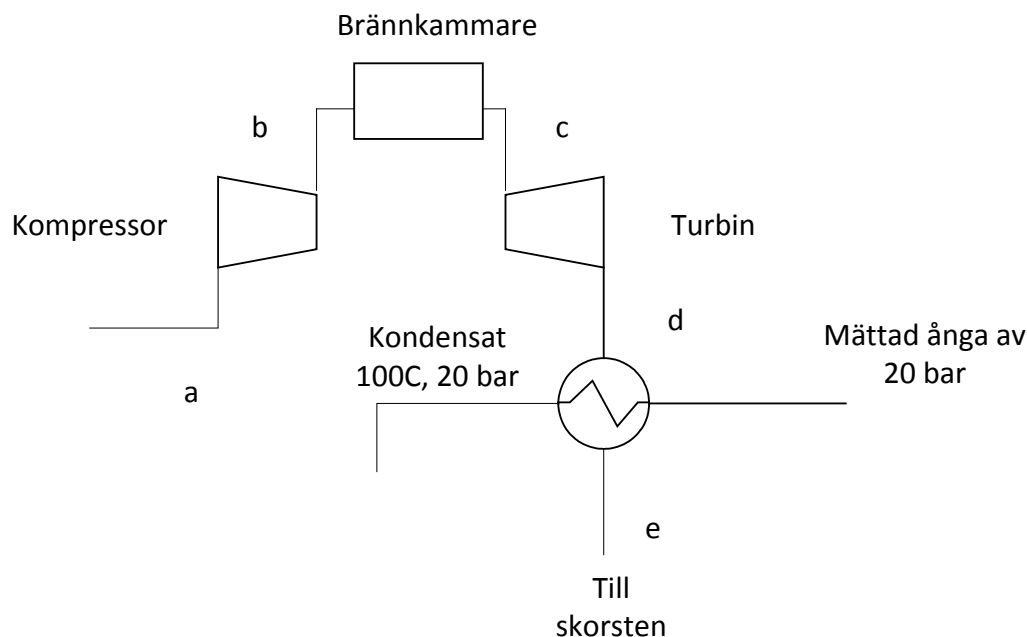 Brännkammare
b
c
Kompressor
Turbin
d
Kondensat
100C, 20 bar
Mättad ånga av
20 bar
a
e
Till
skorsten